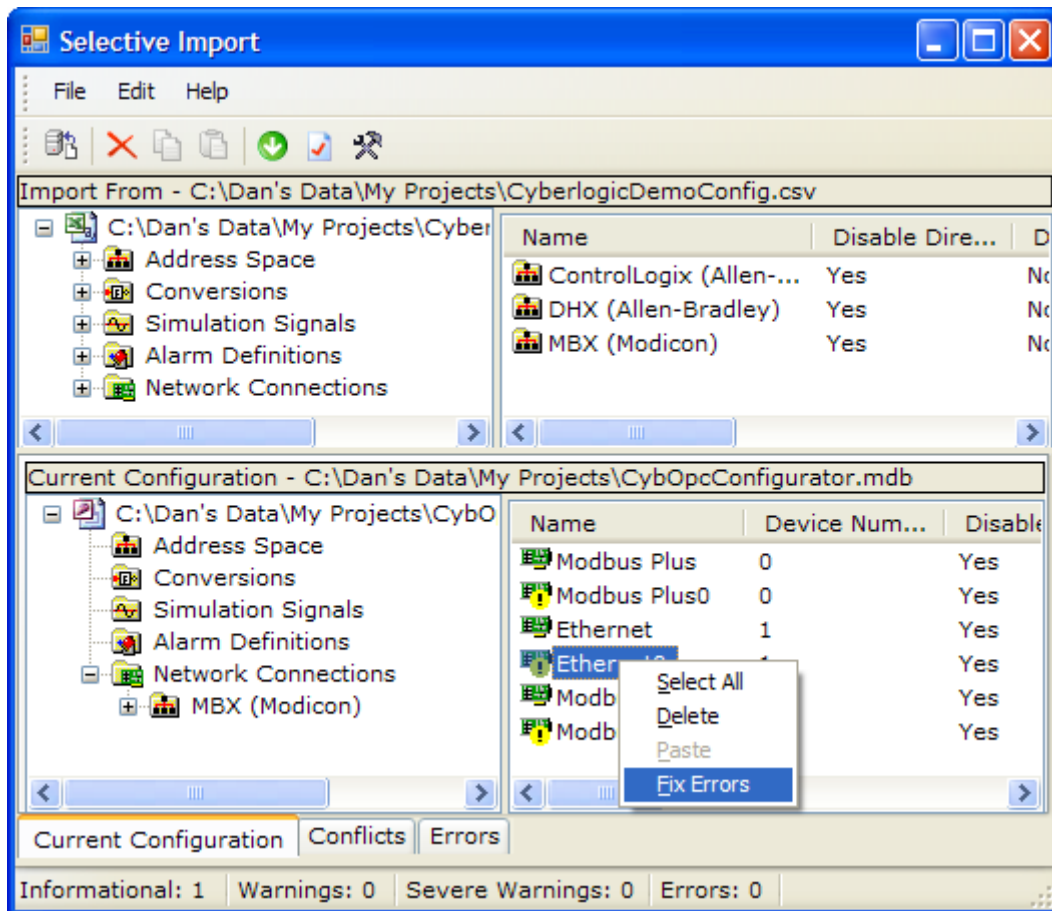 Selective Import
File Edit Help
Import From - C:\Dan's Data\My Projects\CyberlogicDemoConfig.csv
C:\Dan's Data\My Projects\Cyber
Address Space
Conversions
Simulation Signals
Alarm Definitions
Network Connections
Name Disable Dire... D
ControlLogix (Allen-... Yes No
DHX (Allen-Bradley) Yes No
MBX (Modicon) Yes No
Current Configuration - C:\Dan's Data\My Projects\CybOpcConfigurator.mdb
C:\Dan's Data\My Projects\CybO
Address Space
Conversions
Simulation Signals
Alarm Definitions
Network Connections
MBX (Modicon)
Name Device Num... Disable
Modbus Plus 0 Yes
Modbus Plus0 0 Yes
Ethernet 1 Yes
Yes
Modb Yes
Modb Yes
Select All
Delete
Paste
Fix Errors
Current Configuration Conflicts Errors
Informational: 1 Warnings: 0 Severe Warnings: 0 Errors: 0